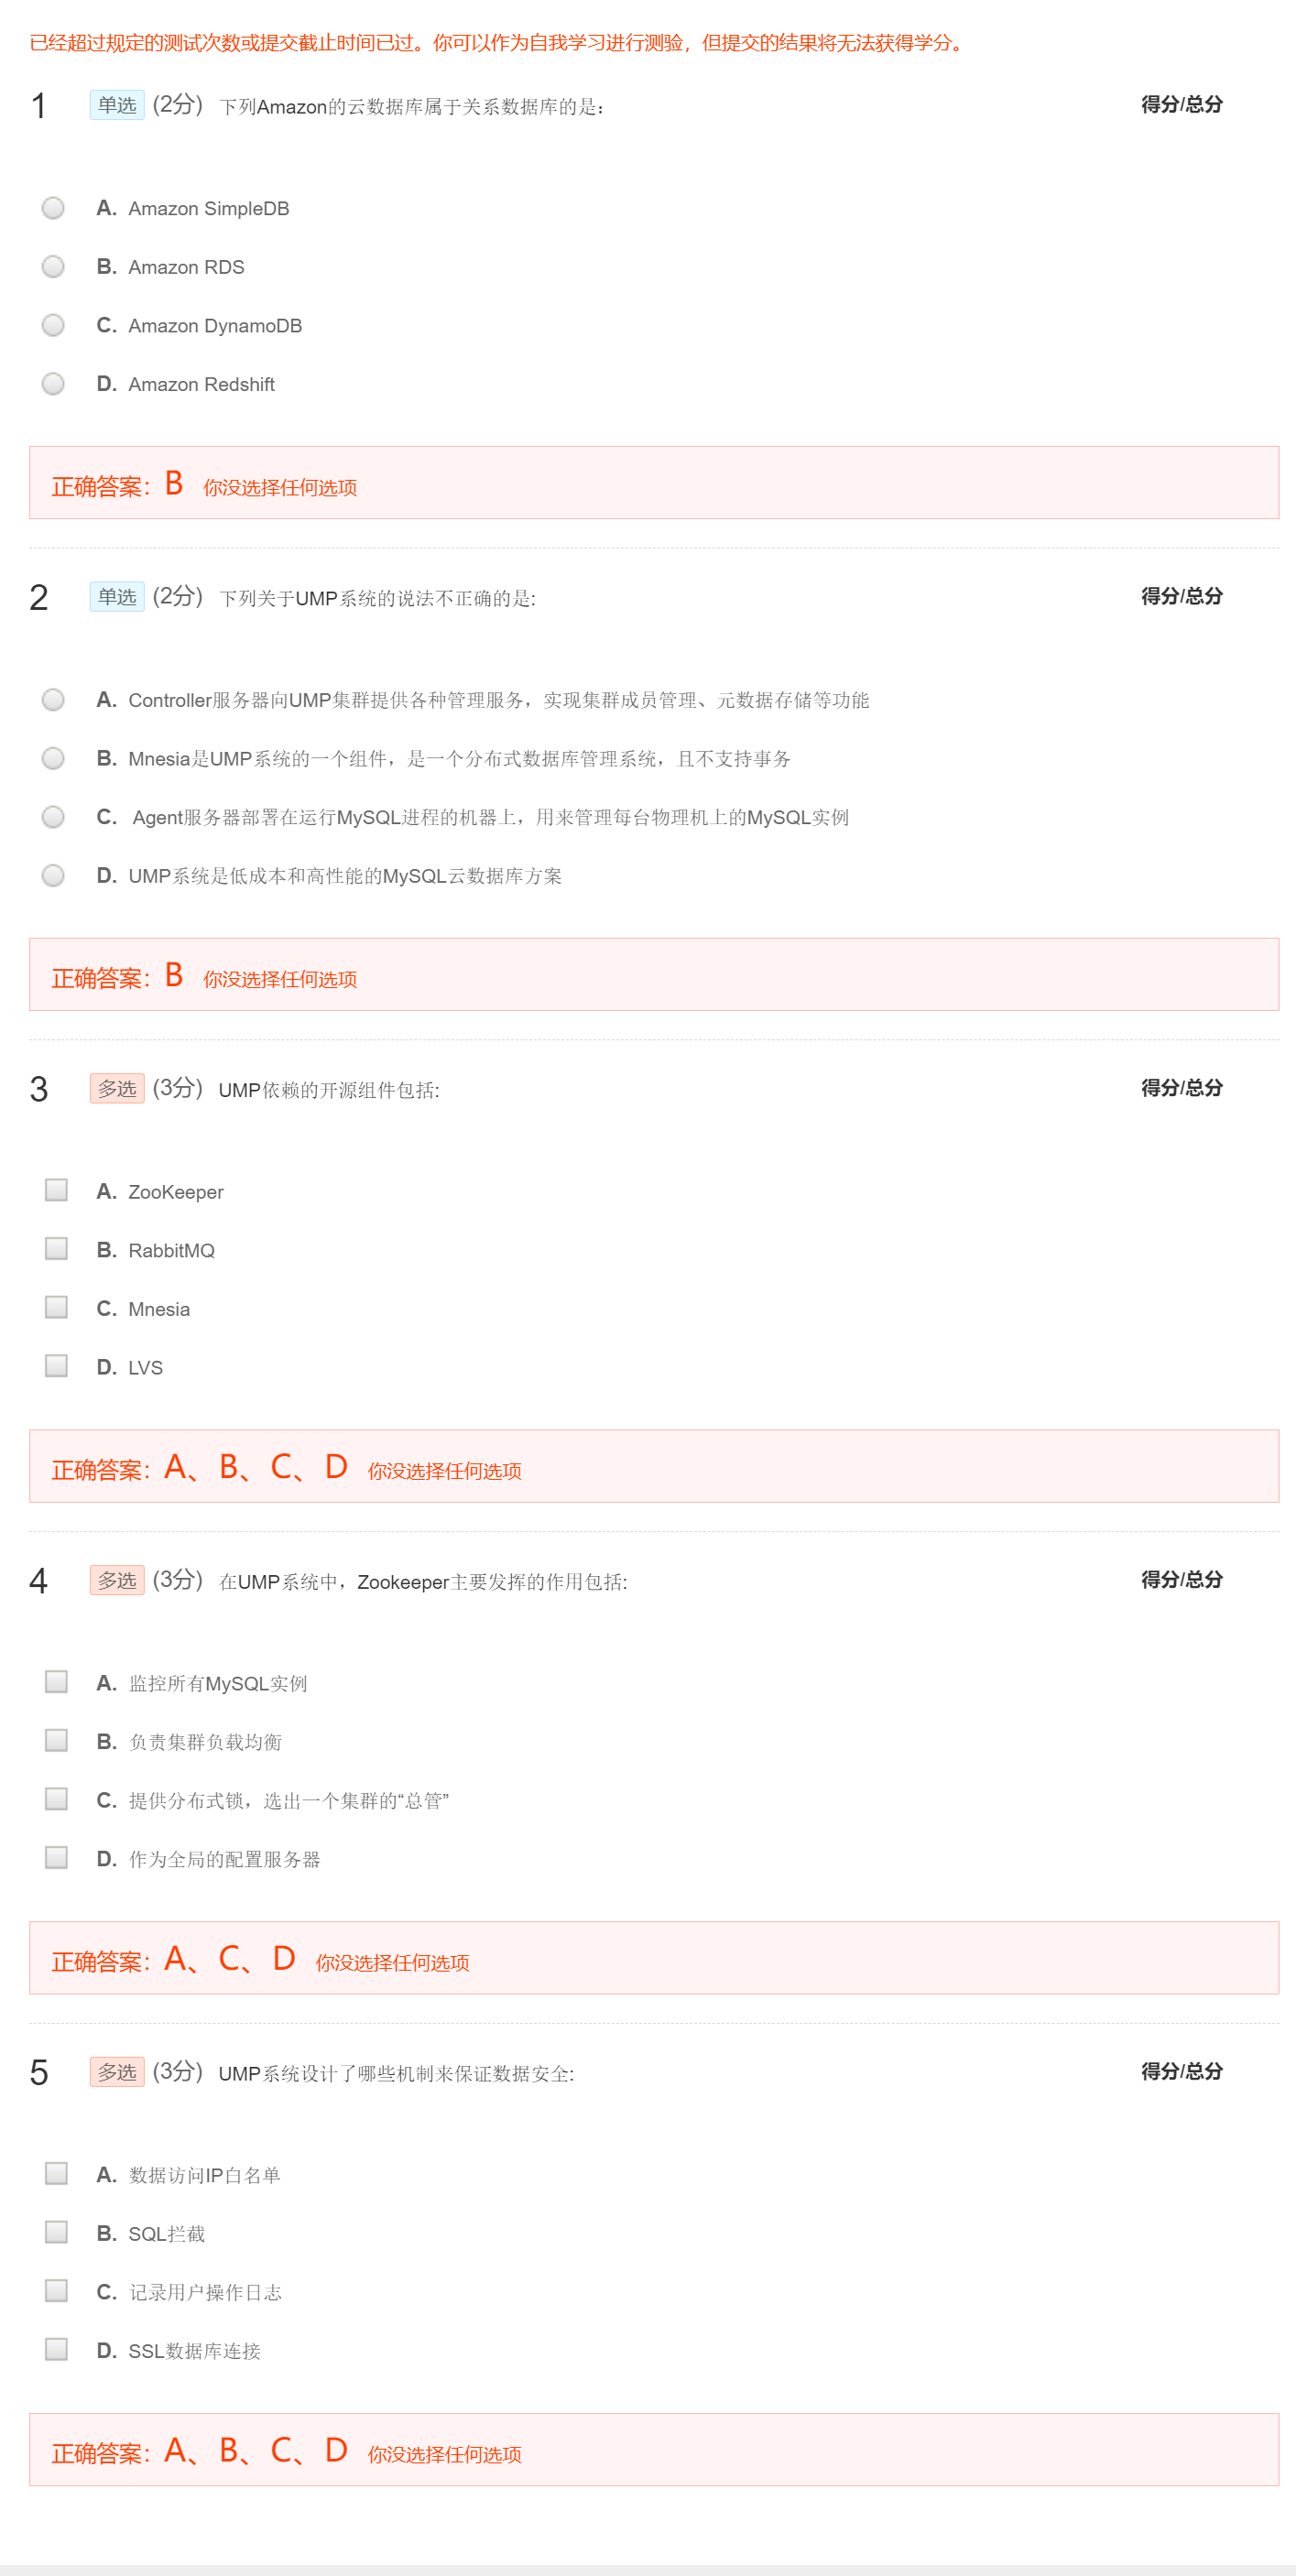 已经超过规定的测试次数或提交截止时间已过。你可以作为自我学习进行测验，但提交的结果将无法获得学分。
1 单选 (2分) 下列Amazon的云数据库属于关系数据库的是： 得分/总分
A. Amazon SimpleDB
B. Amazon RDS
C. Amazon DynamoDB
D. Amazon Redshift
正确答案：B 你没选择任何选项
2 单选 (2分) 下列关于UMP系统的说法不正确的是: 得分/总分
A. Controller服务器向UMP集群提供各种管理服务，实现集群成员管理、元数据存储等功能
B. Mnesia是UMP系统的一个组件，是一个分布式数据库管理系统，且不支持事务
C. Agent服务器部署在运行MySQL进程的机器上，用来管理每台物理机上的MySQL实例
D. UMP系统是低成本和高性能的MySQL云数据库方案
正确答案：B 你没选择任何选项
3 多选 (3分) UMP依赖的开源组件包括: 得分/总分
A. ZooKeeper
B. RabbitMQ
C. Mnesia
D. LVS
正确答案：A、B、C、D 你没选择任何选项
4 多选 (3分) 在UMP系统中，Zookeeper主要发挥的作用包括: 得分/总分
A. 监控所有MySQL实例
B. 负责集群负载均衡
C. 提供分布式锁，选出一个集群的“总管”
D. 作为全局的配置服务器
正确答案：A、C、D 你没选择任何选项
5 多选 (3分) UMP系统设计了哪些机制来保证数据安全: 得分/总分
A. 数据访问IP白名单
B. SQL拦截
C. 记录用户操作日志
D. SSL数据库连接
正确答案：A、B、C、D 你没选择任何选项